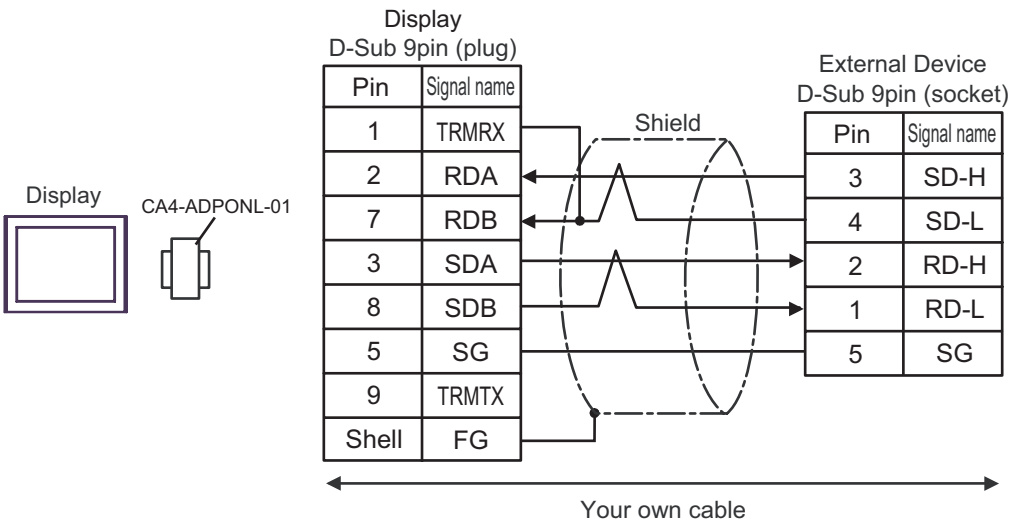 Display
D-Sub 9pin (plug)
Pin Signal name
1 TRMRX
2 RDA
7 RDB
3 SDA
8 SDB
5 SG
9 TRMTX
Shell FG
Shield
External Device
D-Sub 9pin (socket)
Pin Signal name
3 SD-H
4 SD-L
2 RD-H
1 RD-L
5 SG
Display
CA4-ADPONL-01
Your own cable